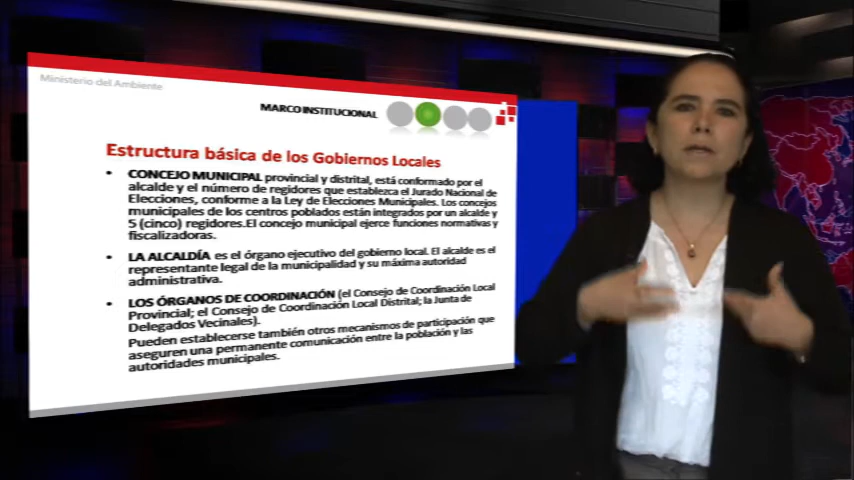 Ministerio del Ambiente
MARCO INSTITUCIONAL
Estructura básica de los Gobiernos Locales
• CONCEJO MUNICIPAL provincial y distrital, está conformado por el
alcalde y el número de regidores que establezca el Jurado Nacional de
Elecciones, conforme a la Ley de Elecciones Municipales. Los concejos
municipales de los centros poblados están integrados por un alcalde y
5 (cinco) regidores.El concejo municipal ejerce funciones normativas y
fiscalizadoras.
• LA ALCALDÍA es el órgano ejecutivo del gobierno local. El alcalde es el
representante legal de la municipalidad y su máxima autoridad
administrativa.
• LOS ÓRGANOS DE COORDINACIÓN (el Consejo de Coordinación Local
Provincial; el Consejo de Coordinación Local Distrital; la Junta de
Delegados Vecinales).
Pueden establecerse también otros mecanismos de participación que
aseguren una permanente comunicación entre la población y las
autoridades municipales.